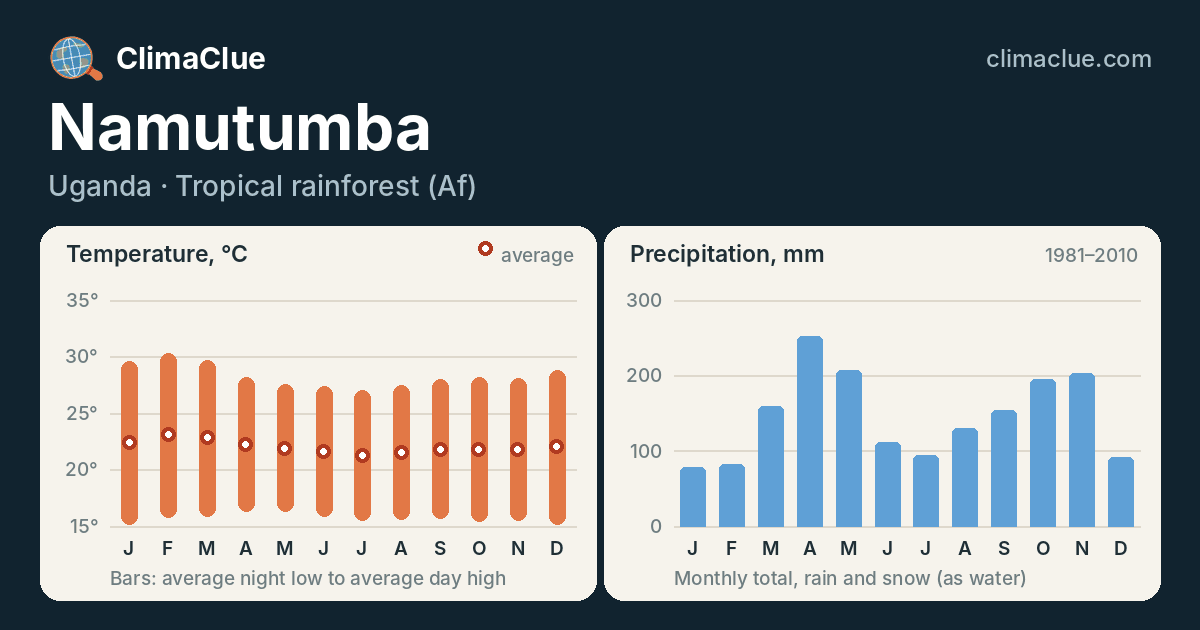 ClimaClue
climaclue.com
Namutumba
Uganda · Tropical rainforest (Af)
Temperature, °C
average
35°
30°
25°
20°
15°
J F M A M J J A S O N D
Bars: average night low to average day high
Precipitation, mm
1981–2010
300
200
100
0
J F M A M J J A S O N D
Monthly total, rain and snow (as water)